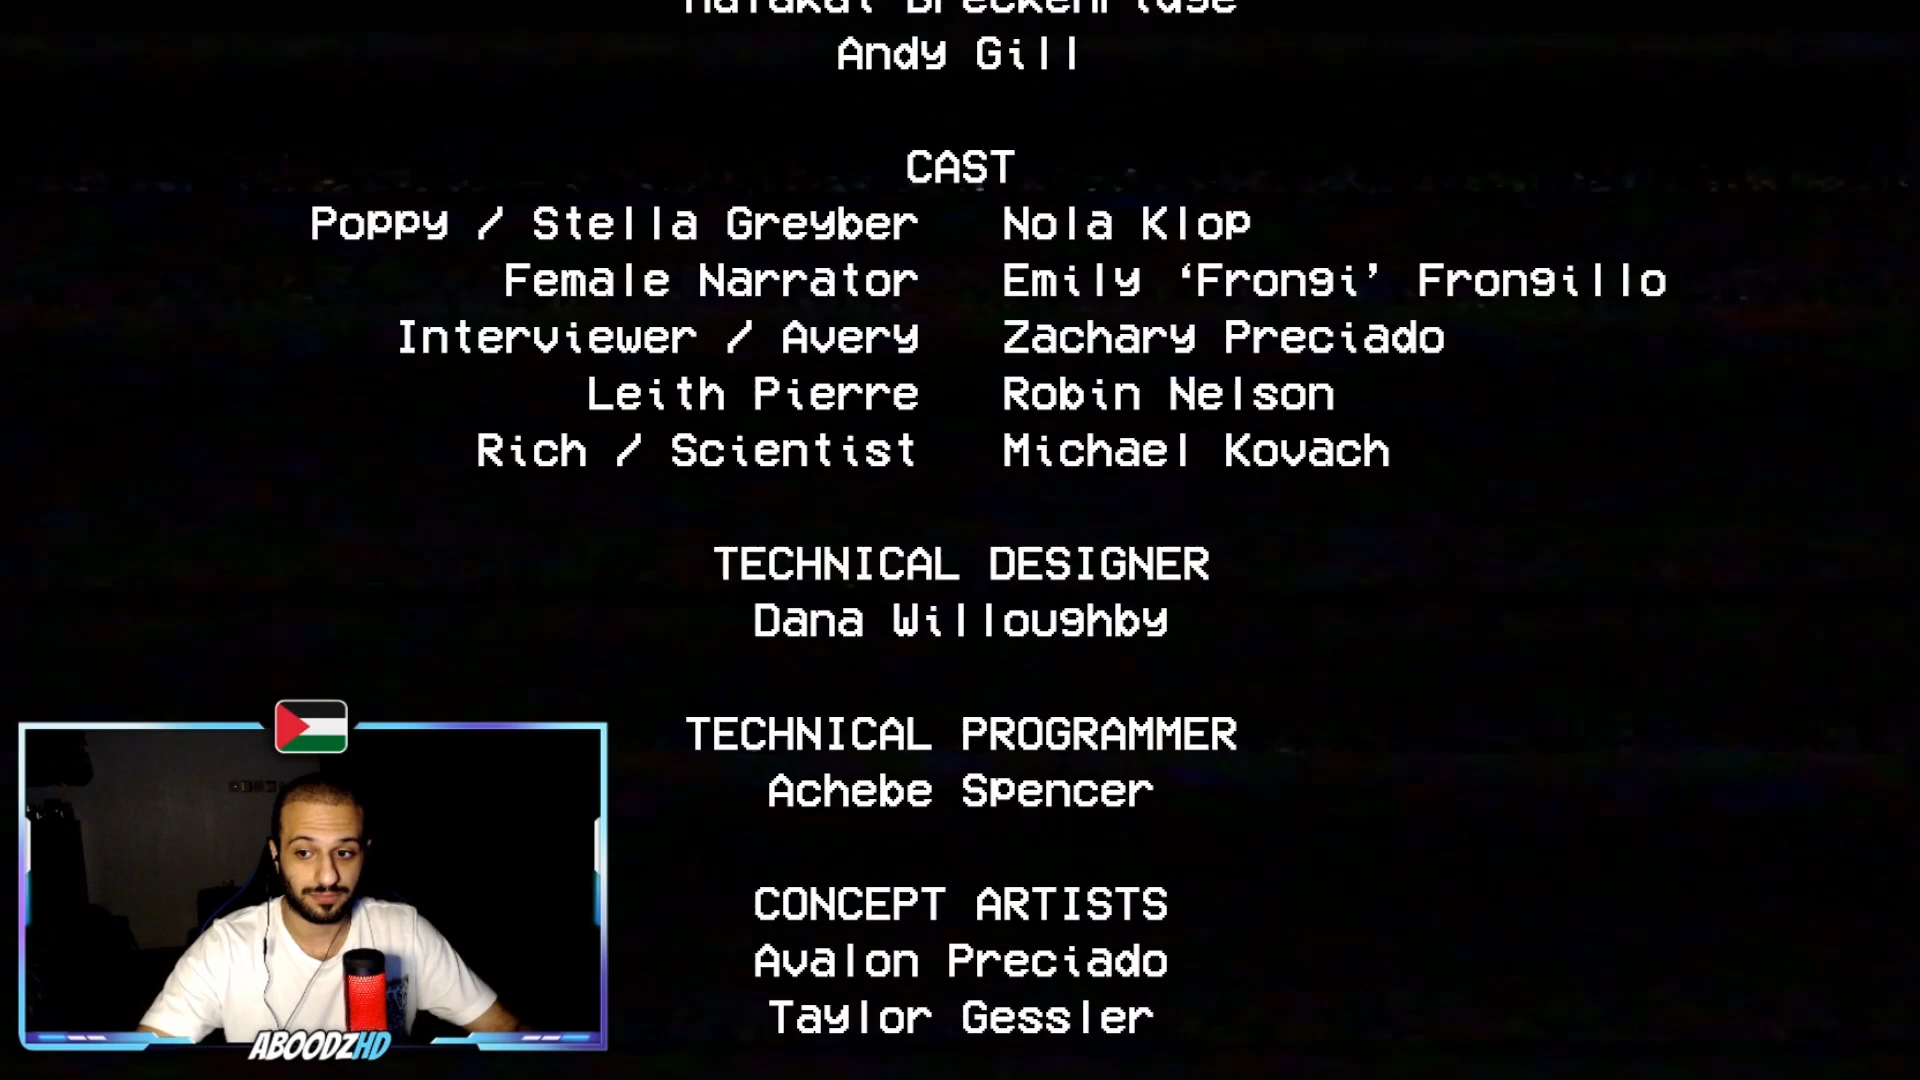 Andy Gill
CAST
Poppy / Stella Greyber Nola Klop
Female Narrator Emily ‘Frongi’ Frongillo
Interviewer / Avery Zachary Preciado
Leith Pierre Robin Nelson
Rich / Scientist Michael Kovach
TECHNICAL DESIGNER
Dana Willoughby
TECHNICAL PROGRAMMER
Achebe Spencer
CONCEPT ARTISTS
Avalon Preciado
Taylor Gessler
ABOODZHD